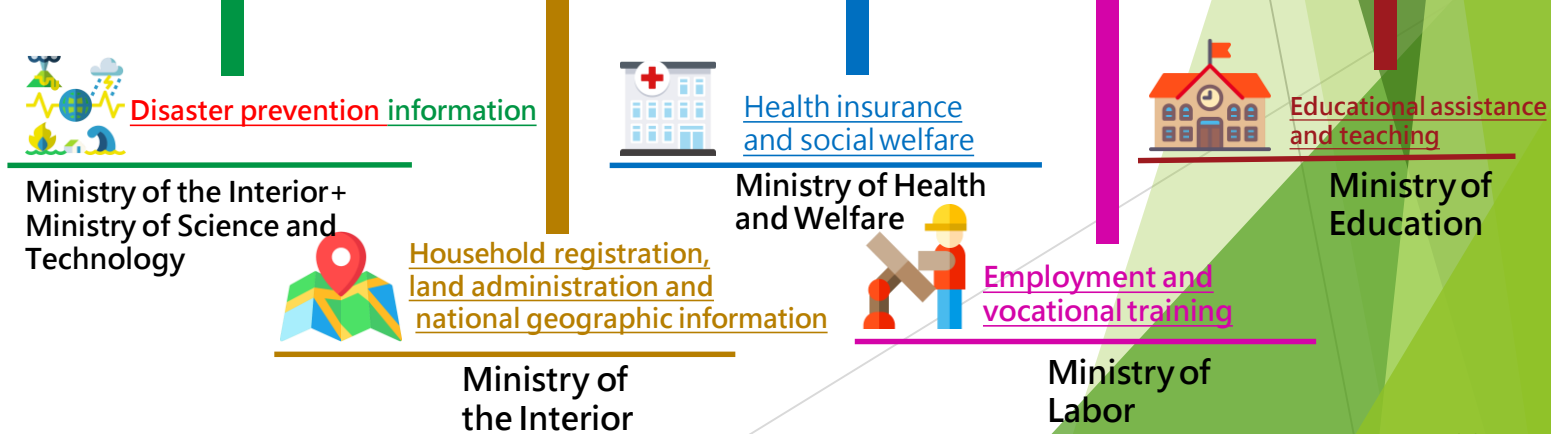 Disaster prevention information
Ministry of the Interior+
Ministry of Science and
Technology
Household registration,
land administration and
national geographic information
Ministry of
the Interior
Health insurance
and social welfare
Ministry of Health
and Welfare
Employment and
vocational training
Ministry of
Labor
Educational assistance
and teaching
Ministry of
Education